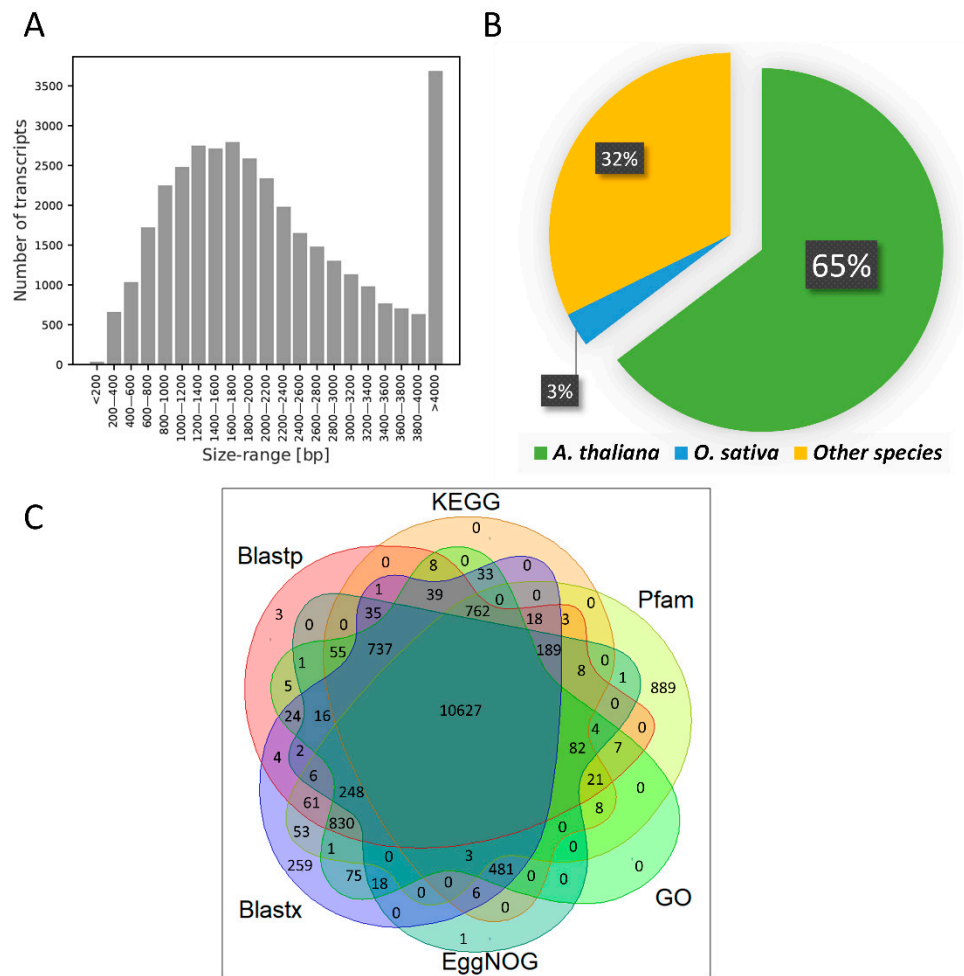 A
B
3500
3000
2500
2000
1500
1000
500
0
Number of transcripts
<200
200—400
400—600
600—800
800—1000
1000—1200
1200—1400
1400—1600
1600—1800
1800—2000
2000—2200
2200—2400
2400—2600
2600—2800
2800—3000
3000—3200
3200—3400
3400—3600
3600—3800
3800—4000
>4000
Size-range [bp]
32%
65%
3%
A. thaliana O. sativa Other species
C
KEGG
Blastp
Pfam
GO
EggNOG
Blastx
0
0 8 0 33 0
1 39 0 0 0
3 35 762 18 3
0 0 737 189 0
55 8 1 889
1 0
5 10627 4 0
24 16 82 7
4 2 21 0
6 248 8
61 830 0
53 1 0 3 0 0
259 75 18 0 481 0 0
0 0 6 0
1